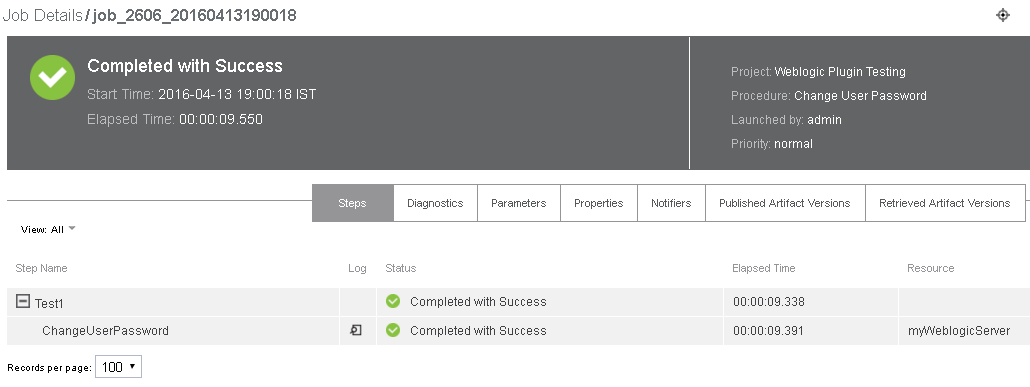 Job Details / job_2606_20160413190018
Completed with Success
Start Time: 2016-04-13 19:00:18 IST
Elapsed Time: 00:00:09.550
Project: Weblogic Plugin Testing
Procedure: Change User Password
Launched by: admin
Priority: normal
Steps Diagnostics Parameters Properties Notifiers Published Artifact Versions Retrieved Artifact Versions
View: All
Step Name Log Status Elapsed Time Resource
Test1 Completed with Success 00:00:09.338
ChangeUserPassword Completed with Success 00:00:09.391 myWeblogicServer
Records per page: 100